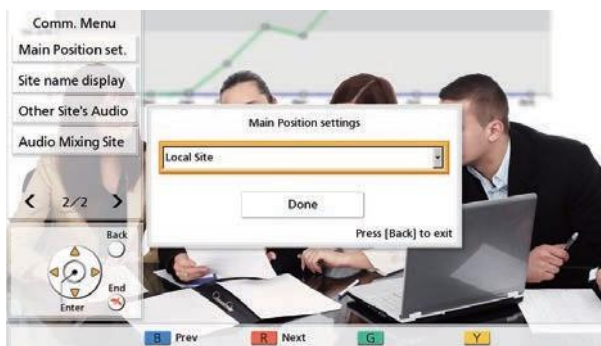 Comm. Menu
Main Position set.
Site name display
Other Site's Audio
Audio Mixing Site
2/2
Back
End
Enter
Main Position settings
Local Site
Done
Press [Back] to exit
B Prev
R Next
G
Y